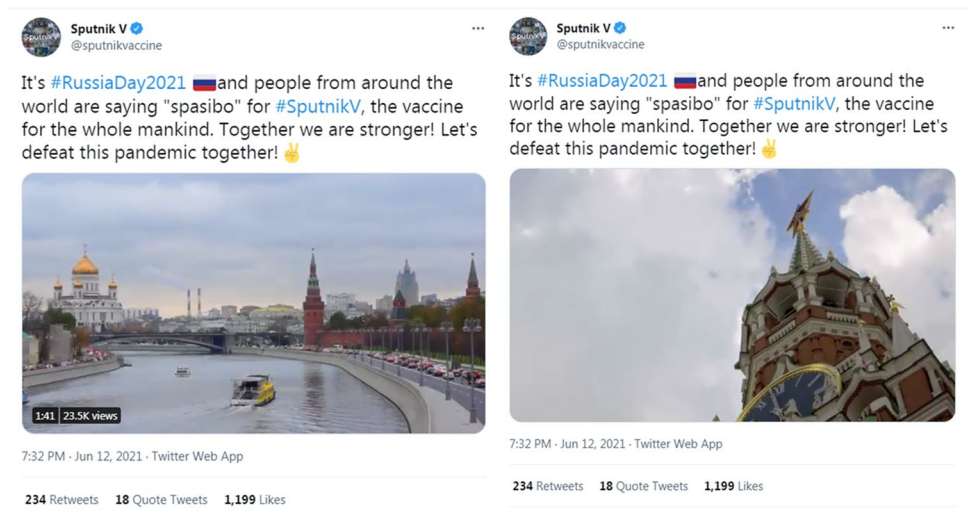 Sputnik V
@sputnikvaccine
It's #RussiaDay2021 🇷🇺and people from around the
world are saying "spasibo" for #SputnikV, the vaccine
for the whole mankind. Together we are stronger! Let's
defeat this pandemic together! ✌
1:41 23.5K views
7:32 PM · Jun 12, 2021 · Twitter Web App
234 Retweets 18 Quote Tweets 1,199 Likes
Sputnik V
@sputnikvaccine
It's #RussiaDay2021 🇷🇺and people from around the
world are saying "spasibo" for #SputnikV, the vaccine
for the whole mankind. Together we are stronger! Let's
defeat this pandemic together! ✌
7:32 PM · Jun 12, 2021 · Twitter Web App
234 Retweets 18 Quote Tweets 1,199 Likes